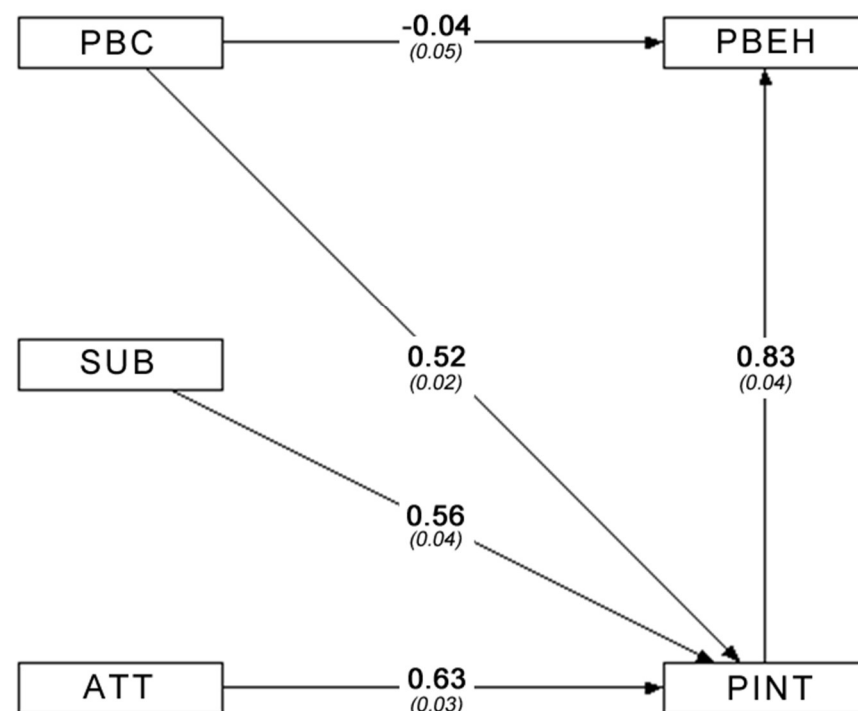 PBC
-0.04
(0.05)
PBEH
SUB
0.52
(0.02)
0.83
(0.04)
0.56
(0.04)
ATT
0.63
(0.03)
PINT